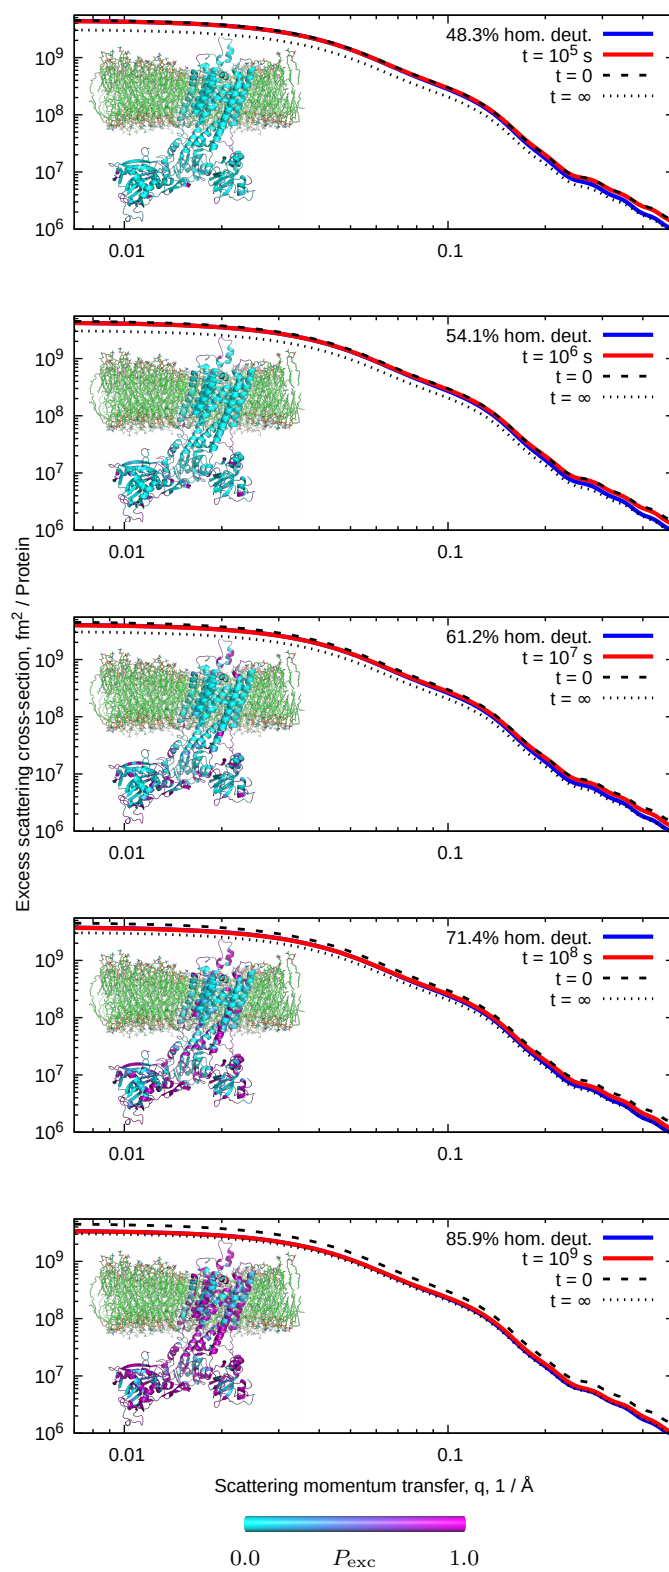 10⁹
10⁸
10⁷
10⁶
0.01 0.1
48.3% hom. deut.
t = 10⁵ s
t = 0
t = ∞
10⁹
10⁸
10⁷
10⁶
0.01 0.1
54.1% hom. deut.
t = 10⁶ s
t = 0
t = ∞
Excess scattering cross-section, fm² / Protein
10⁹
10⁸
10⁷
10⁶
0.01 0.1
61.2% hom. deut.
t = 10⁷ s
t = 0
t = ∞
10⁹
10⁸
10⁷
10⁶
0.01 0.1
71.4% hom. deut.
t = 10⁸ s
t = 0
t = ∞
10⁹
10⁸
10⁷
10⁶
0.01 0.1
85.9% hom. deut.
t = 10⁹ s
t = 0
t = ∞
Scattering momentum transfer, q, 1 / Å
0.0 P_exc 1.0